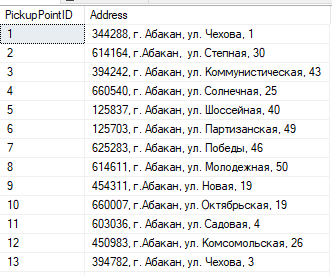 PickupPointID Address
1 344288, г. Абакан, ул. Чехова, 1
2 614164, г.Абакан, ул. Степная, 30
3 394242, г. Абакан, ул. Коммунистическая, 43
4 660540, г. Абакан, ул. Солнечная, 25
5 125837, г. Абакан, ул. Шоссейная, 40
6 125703, г. Абакан, ул. Партизанская, 49
7 625283, г. Абакан, ул. Победы, 46
8 614611, г. Абакан, ул. Молодежная, 50
9 454311, г.Абакан, ул. Новая, 19
10 660007, г.Абакан, ул. Октябрьская, 19
11 603036, г. Абакан, ул. Садовая, 4
12 450983, г.Абакан, ул. Комсомольская, 26
13 394782, г. Абакан, ул. Чехова, 3